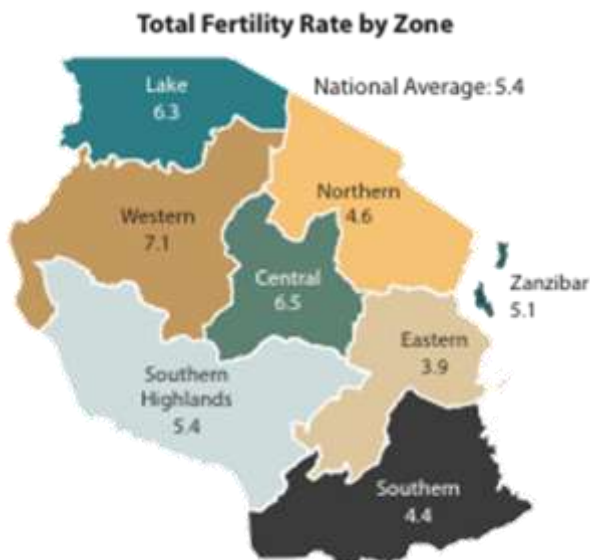 Total Fertility Rate by Zone
Lake
6.3
National Average: 5.4
Northern
4.6
Western
7.1
Central
6.5
Zanzibar
5.1
Eastern
3.9
Southern
Highlands
5.4
Southern
4.4